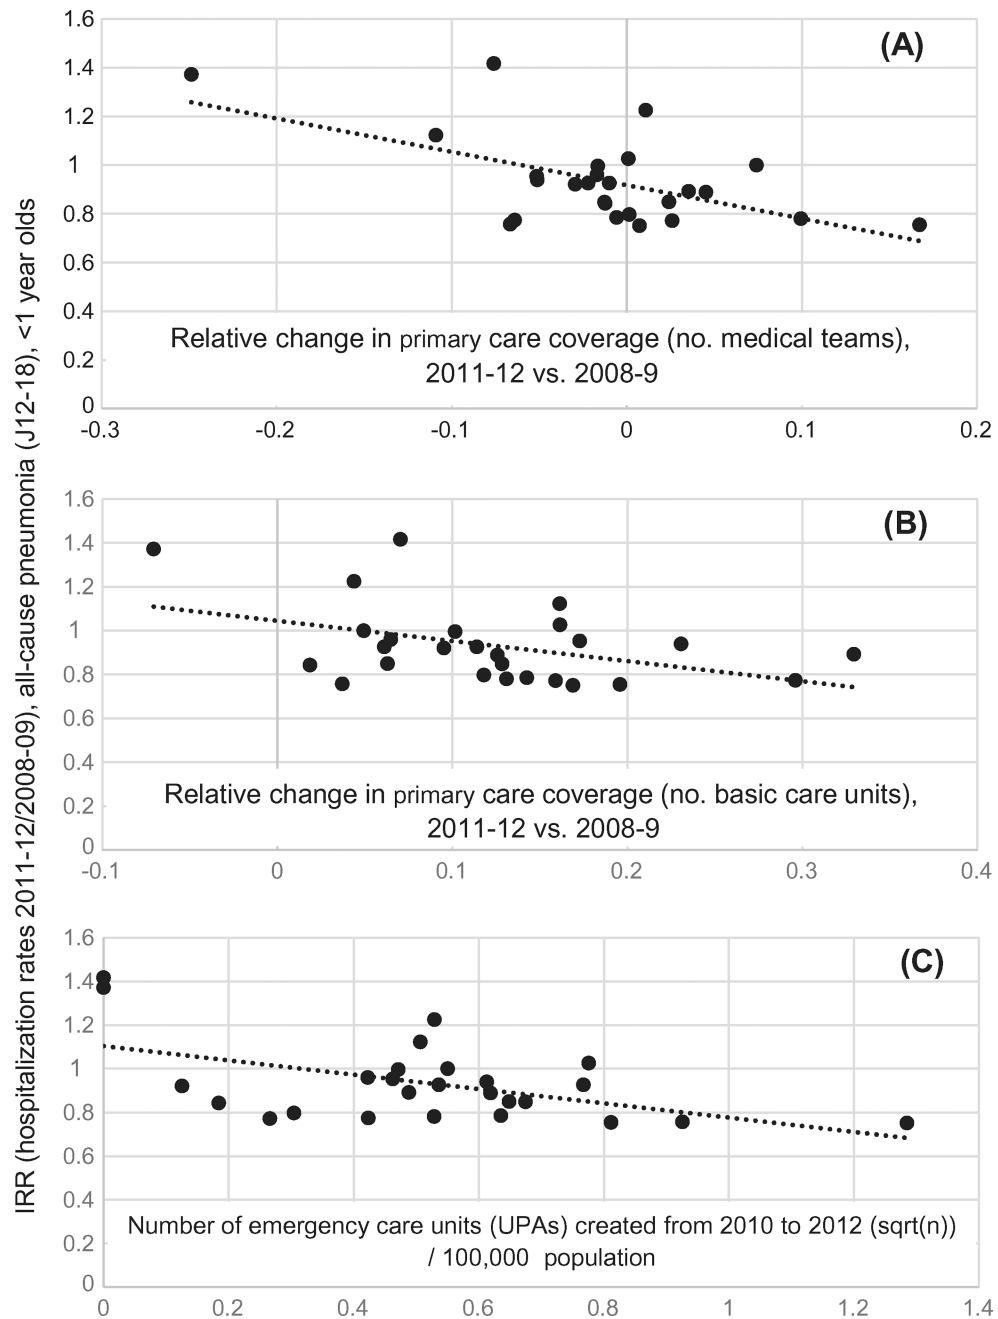 IRR (hospitalization rates 2011-12/2008-09), all-cause pneumonia (J12-18), <1 year olds
1.6
(A)
1.4
1.2
1
0.8
0.6
0.4
Relative change in primary care coverage (no. medical teams),
0.2
2011-12 vs. 2008-9
0
-0.3 -0.2 -0.1 0 0.1 0.2
1.6
(B)
1.4
1.2
1
0.8
0.6
0.4
Relative change in primary care coverage (no. basic care units),
0.2
2011-12 vs. 2008-9
0
-0.1 0 0.1 0.2 0.3 0.4
1.6
(C)
1.4
1.2
1
0.8
0.6
0.4
Number of emergency care units (UPAs) created from 2010 to 2012 (sqrt(n))
0.2
/ 100,000 population
0
0 0.2 0.4 0.6 0.8 1 1.2 1.4